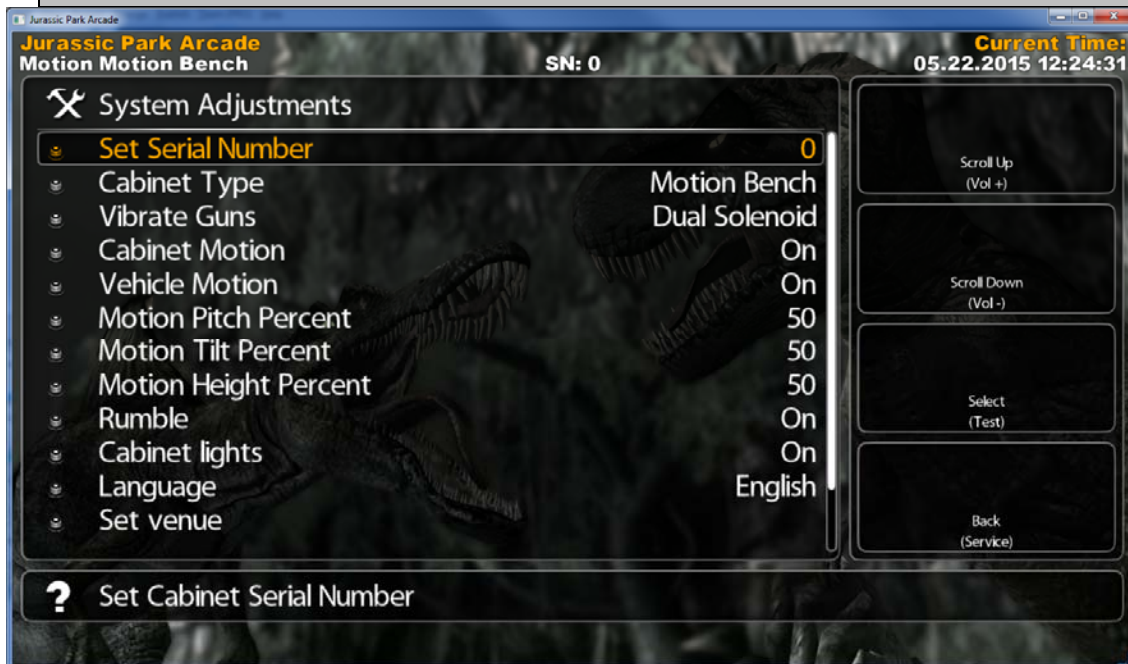 Jurassic Park Arcade
Jurassic Park Arcade
Current Time:
Motion Motion Bench SN: 0 05.22.2015 12:24:31
System Adjustments
Set Serial Number 0
Cabinet Type Motion Bench
Vibrate Guns Dual Solenoid
Cabinet Motion On
Vehicle Motion On
Motion Pitch Percent 50
Motion Tilt Percent 50
Motion Height Percent 50
Rumble On
Cabinet lights On
Language English
Set venue
Scroll Up
(Vol +)
Scroll Down
(Vol -)
Select
(Test)
Back
(Service)
? Set Cabinet Serial Number